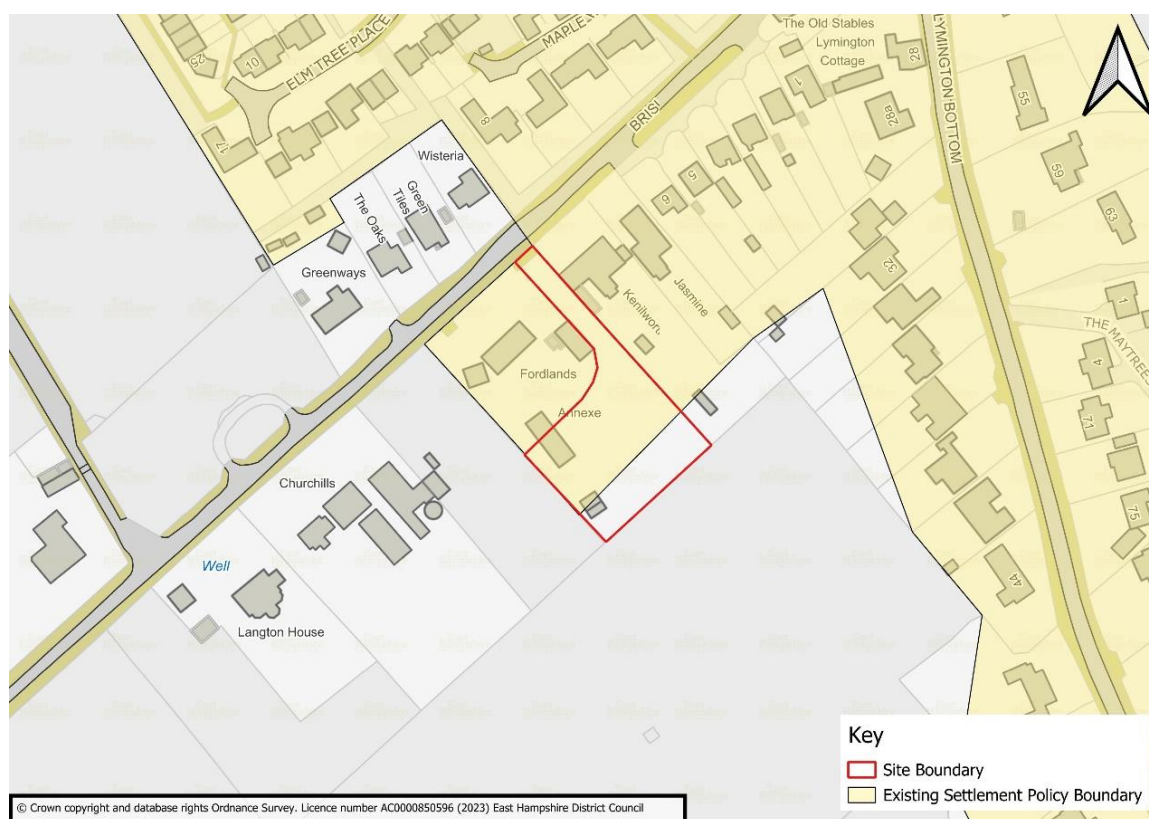 The Old Stables
Lymington
Cottage
28
LYMINGTON BOTTOM
55
25
10
ELM TREE PLACE
MAPLE
1
28a
59
17
8
BRISI
Wisteria
5
6
63
Green
Tiles
The Oaks
32
Greenways
Kenilwort
Jasmine
1
THE MAYTREES
4
Fordlands
Annexe
71
Churchills
75
Well
44
Langton House
Key
Site Boundary
Existing Settlement Policy Boundary
© Crown copyright and database rights Ordnance Survey. Licence number AC0000850596 (2023) East Hampshire District Council